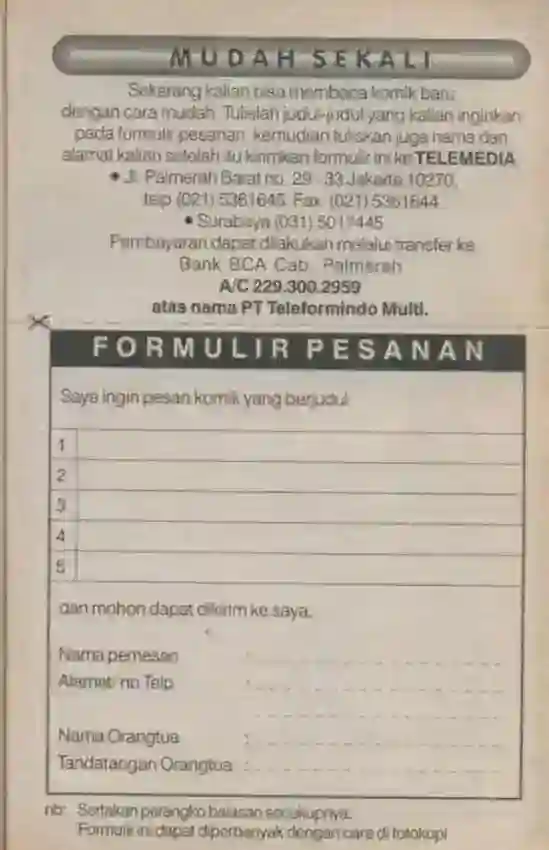 MUDAH SEKALI
Sekarang kalian bisa membaca komik baru
dengan cara mudah. Tulislah judul-judul yang kalian inginkan
pada formulir pesanan, kemudian tuliskan juga nama dan
alamat kalian setelah itu kirimkan formulir ini ke TELEMEDIA
• Jl. Palmerah Barat no. 29 - 33 Jakarta 10270,
telp (021) 5361645. Fax. (021) 5361644
• Surabaya (031)
Pembayaran dapat dilakukan melalui transfer ke
Bank BCA Cab. Palmerah
A/C 229.300.2959
atas nama PT Teleformindo Multi.
FORMULIR PESANAN
Saya ingin pesan komik yang berjudul
1
2
3
4
5
dan mohon dapat dikirim ke saya.
Nama pemesan :
Alamat/ no Telp :
Nama Orangtua :
Tandatangan Orangtua :
nb: Sertakan perangko balasan secukupnya.
Formulir ini dapat diperbanyak dengan cara di fotokopi